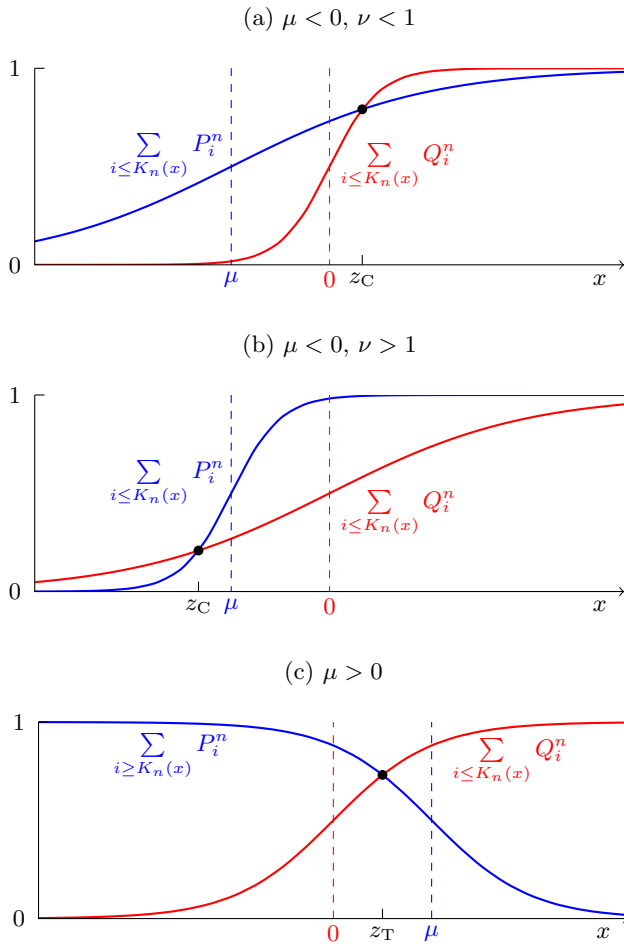 (a) μ < 0, ν < 1
1
∑ P_i^n
i≤K_n(x)
∑ Q_i^n
i≤K_n(x)
0
μ 0 z_C x
(b) μ < 0, ν > 1
1
∑ P_i^n
i≤K_n(x)
∑ Q_i^n
i≤K_n(x)
0
z_C μ 0 x
(c) μ > 0
1
∑ P_i^n
i≥K_n(x)
∑ Q_i^n
i≤K_n(x)
0
0 z_T μ x